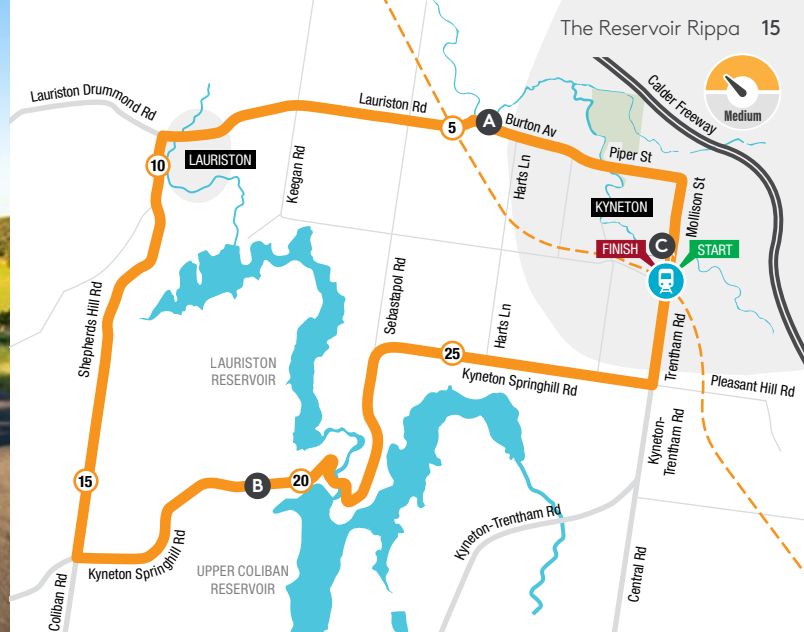 The Reservoir Rippa 15
Medium
Calder Freeway
Lauriston Drummond Rd
Lauriston Rd
5
A
Burton Av
Piper St
10
LAURISTON
Keegan Rd
Harts Ln
KYNETON
Mollison St
C
FINISH
START
Shepherds Hill Rd
Sebastapol Rd
Harts Ln
Trentham Rd
LAURISTON
RESERVOIR
25
Kyneton Springhill Rd
Pleasant Hill Rd
Kyneton-
Trentham Rd
15
B
20
Kyneton Springhill Rd
Kyneton-Trentham Rd
UPPER COLIBAN
RESERVOIR
Coliban Rd
Central Rd